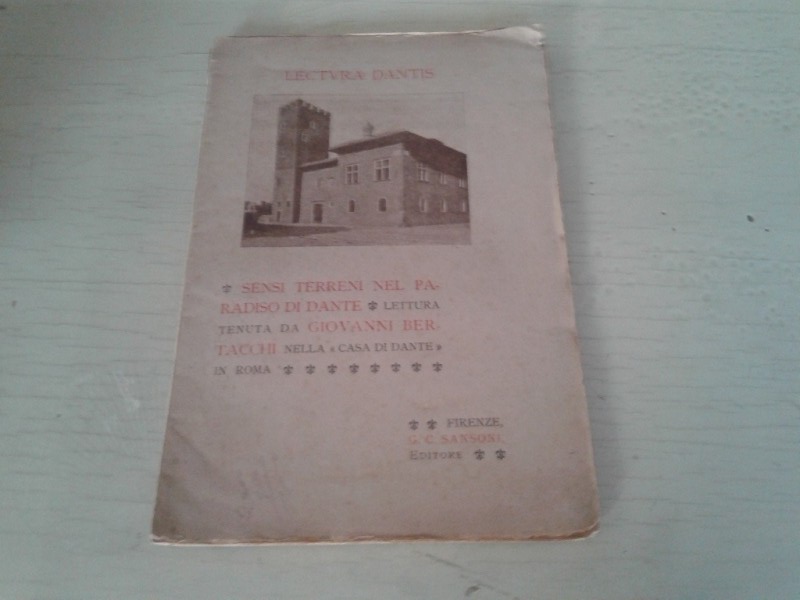 LECTVRA DANTIS
SENSI TERRENI NEL PA-
RADISO DI DANTE LETTURA
TENUTA DA GIOVANNI BER-
TACCHI NELLA « CASA DI DANTE »
IN ROMA
FIRENZE,
G. C. SANSONI,
EDITORE